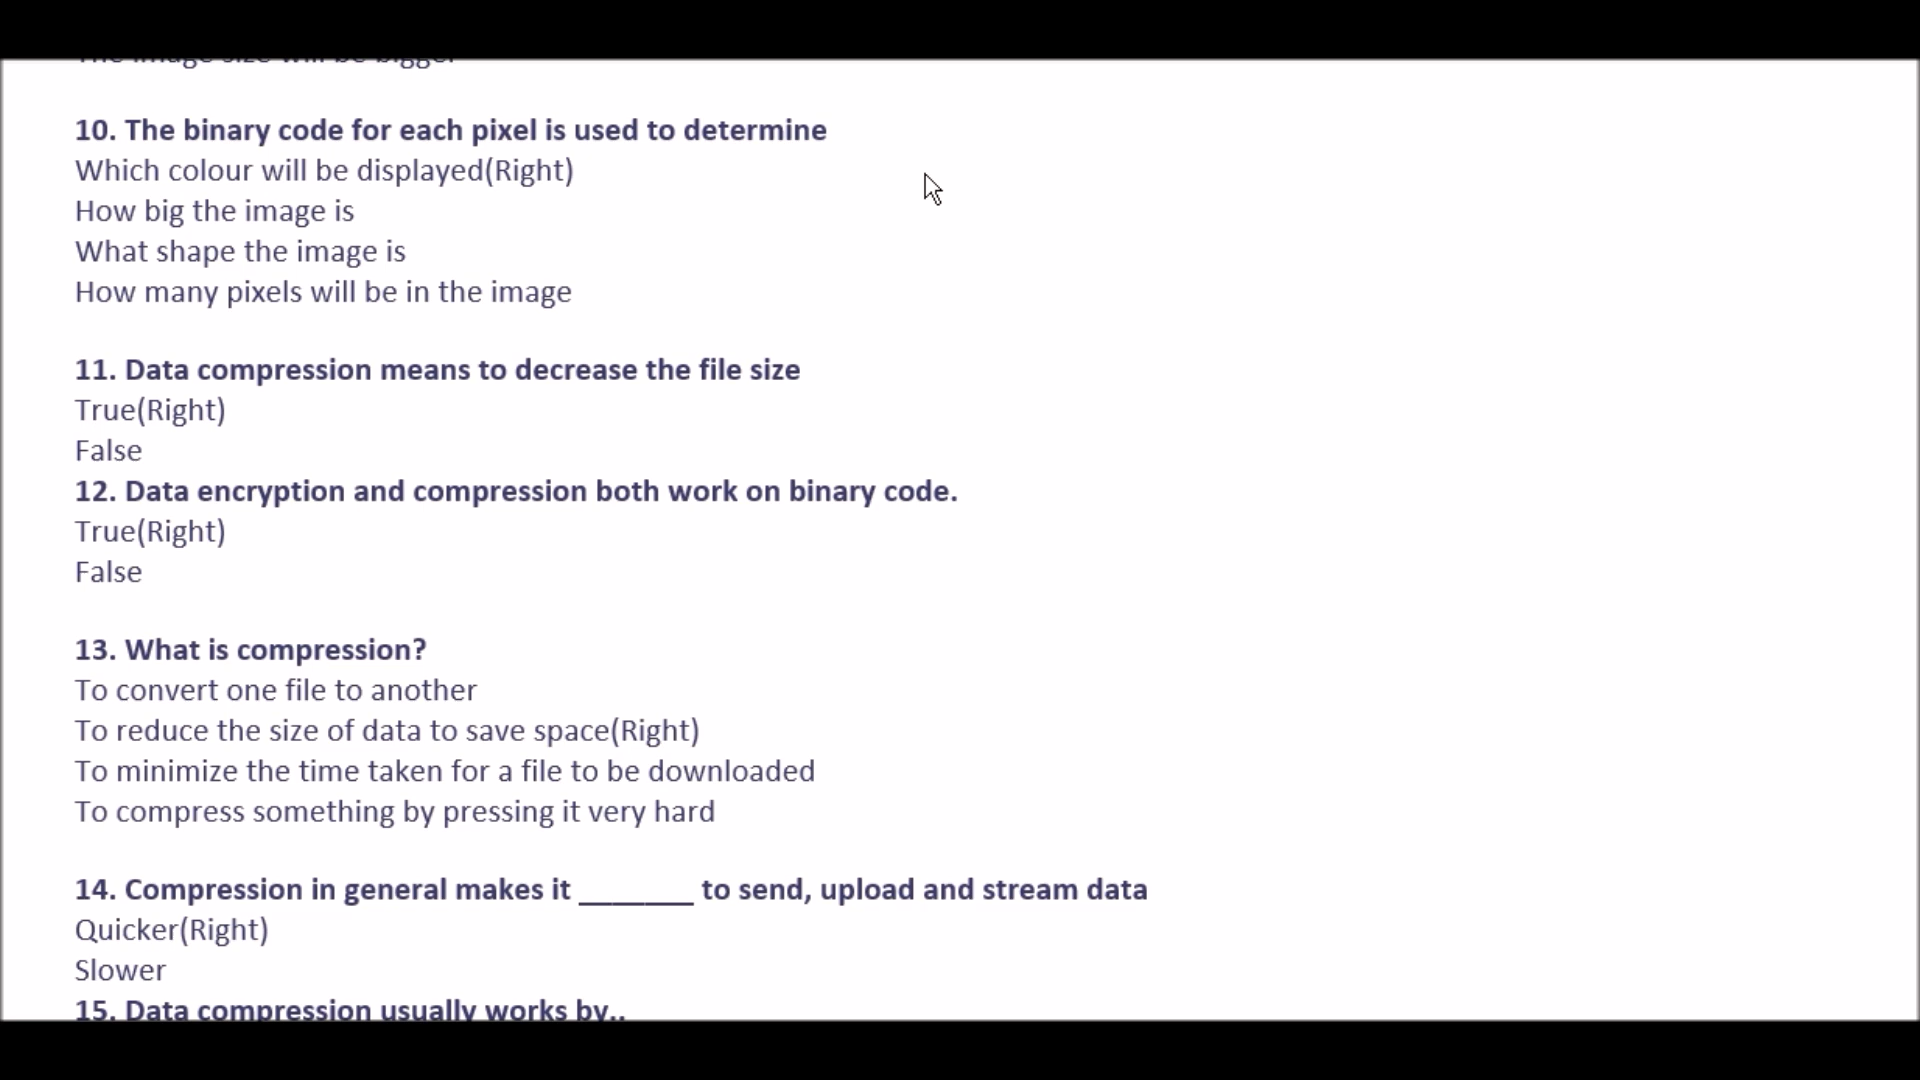 The image size will be bigger
10. The binary code for each pixel is used to determine
Which colour will be displayed(Right)
How big the image is
What shape the image is
How many pixels will be in the image
11. Data compression means to decrease the file size
True(Right)
False
12. Data encryption and compression both work on binary code.
True(Right)
False
13. What is compression?
To convert one file to another
To reduce the size of data to save space(Right)
To minimize the time taken for a file to be downloaded
To compress something by pressing it very hard
14. Compression in general makes it _______ to send, upload and stream data
Quicker(Right)
Slower
15. Data compression usually works by..